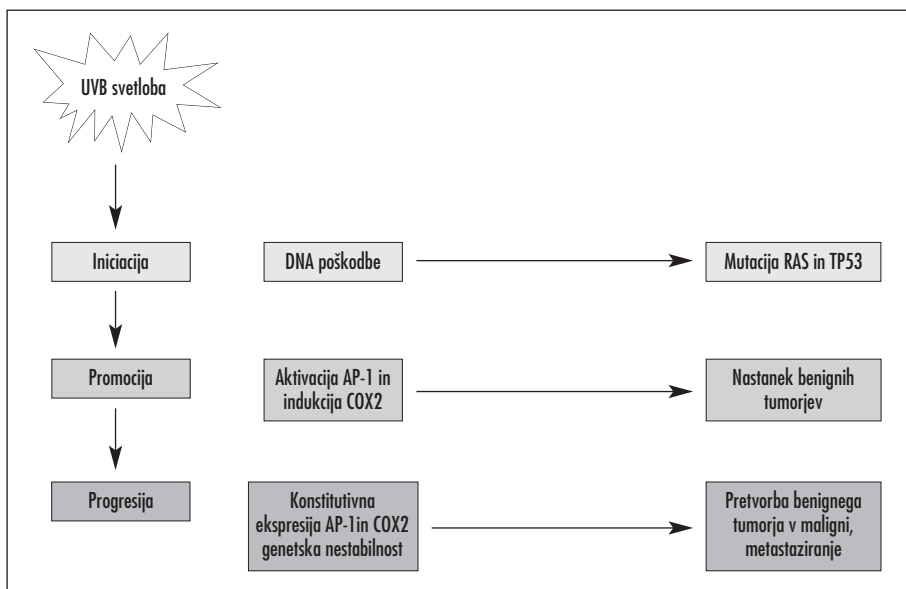 UVB svetloba
Iniciacija
DNA poškodbe
Mutacija RAS in TP53
Promocija
Aktivacija AP-1 in
indukcija COX2
Nastanek benignih
tumorjev
Progresija
Konstitutivna
ekspresija AP-1in COX2
genetska nestabilnost
Pretvorba benignega
tumorja v maligni,
metastaziranje